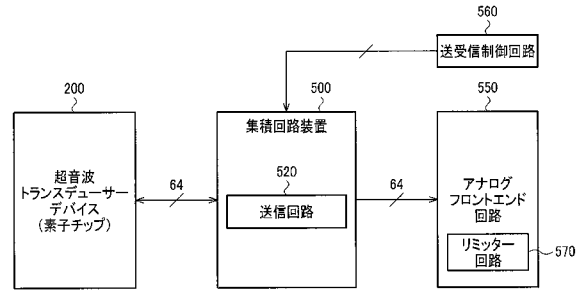 560
送受信制御回路
200
500
550
超音波
トランスデューサー
デバイス
(素子チップ)
64
集積回路装置
520
送信回路
64
アナログ
フロントエンド
回路
リミッター
回路
570